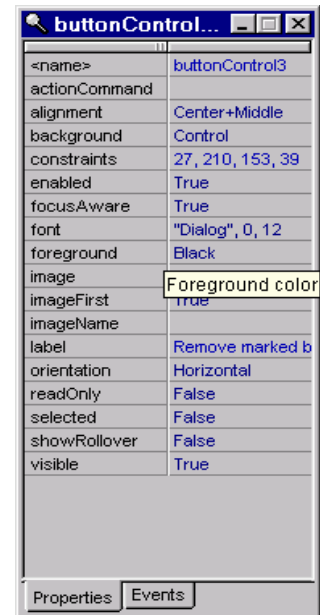 buttonControl...
<name> buttonControl3
actionCommand
alignment Center+Middle
background Control
constraints 27, 210, 153, 39
enabled True
focusAware True
font "Dialog", 0, 12
foreground Black
image
Foreground color
imageFirst True
imageName
label Remove marked b
orientation Horizontal
readOnly False
selected False
showRollover False
visible True
Properties Events